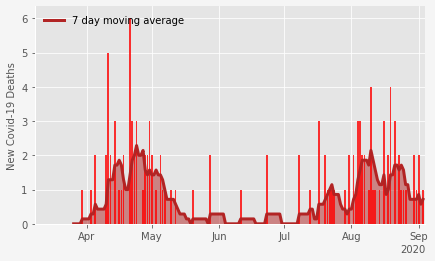 7 day moving average
New Covid-19 Deaths
6
5
4
3
2
1
0
Apr
May
Jun
Jul
Aug
Sep
2020